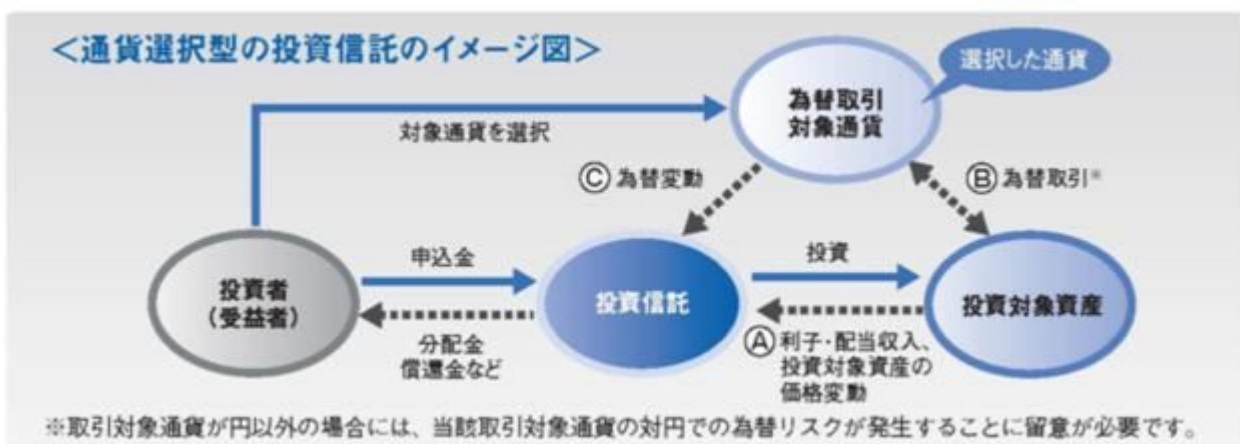 <通貨選択型の投資信託のイメージ図>
選択した通貨
為替取引
対象通貨
対象通貨を選択
Ⓒ 為替変動
Ⓑ 為替取引※
申込金
投資
投資者
(受益者)
投資信託
投資対象資産
分配金
償還金など
Ⓐ 利子・配当収入、
投資対象資産の
価格変動
※取引対象通貨が円以外の場合には、当該取引対象通貨の対円での為替リスクが発生することに留意が必要です。